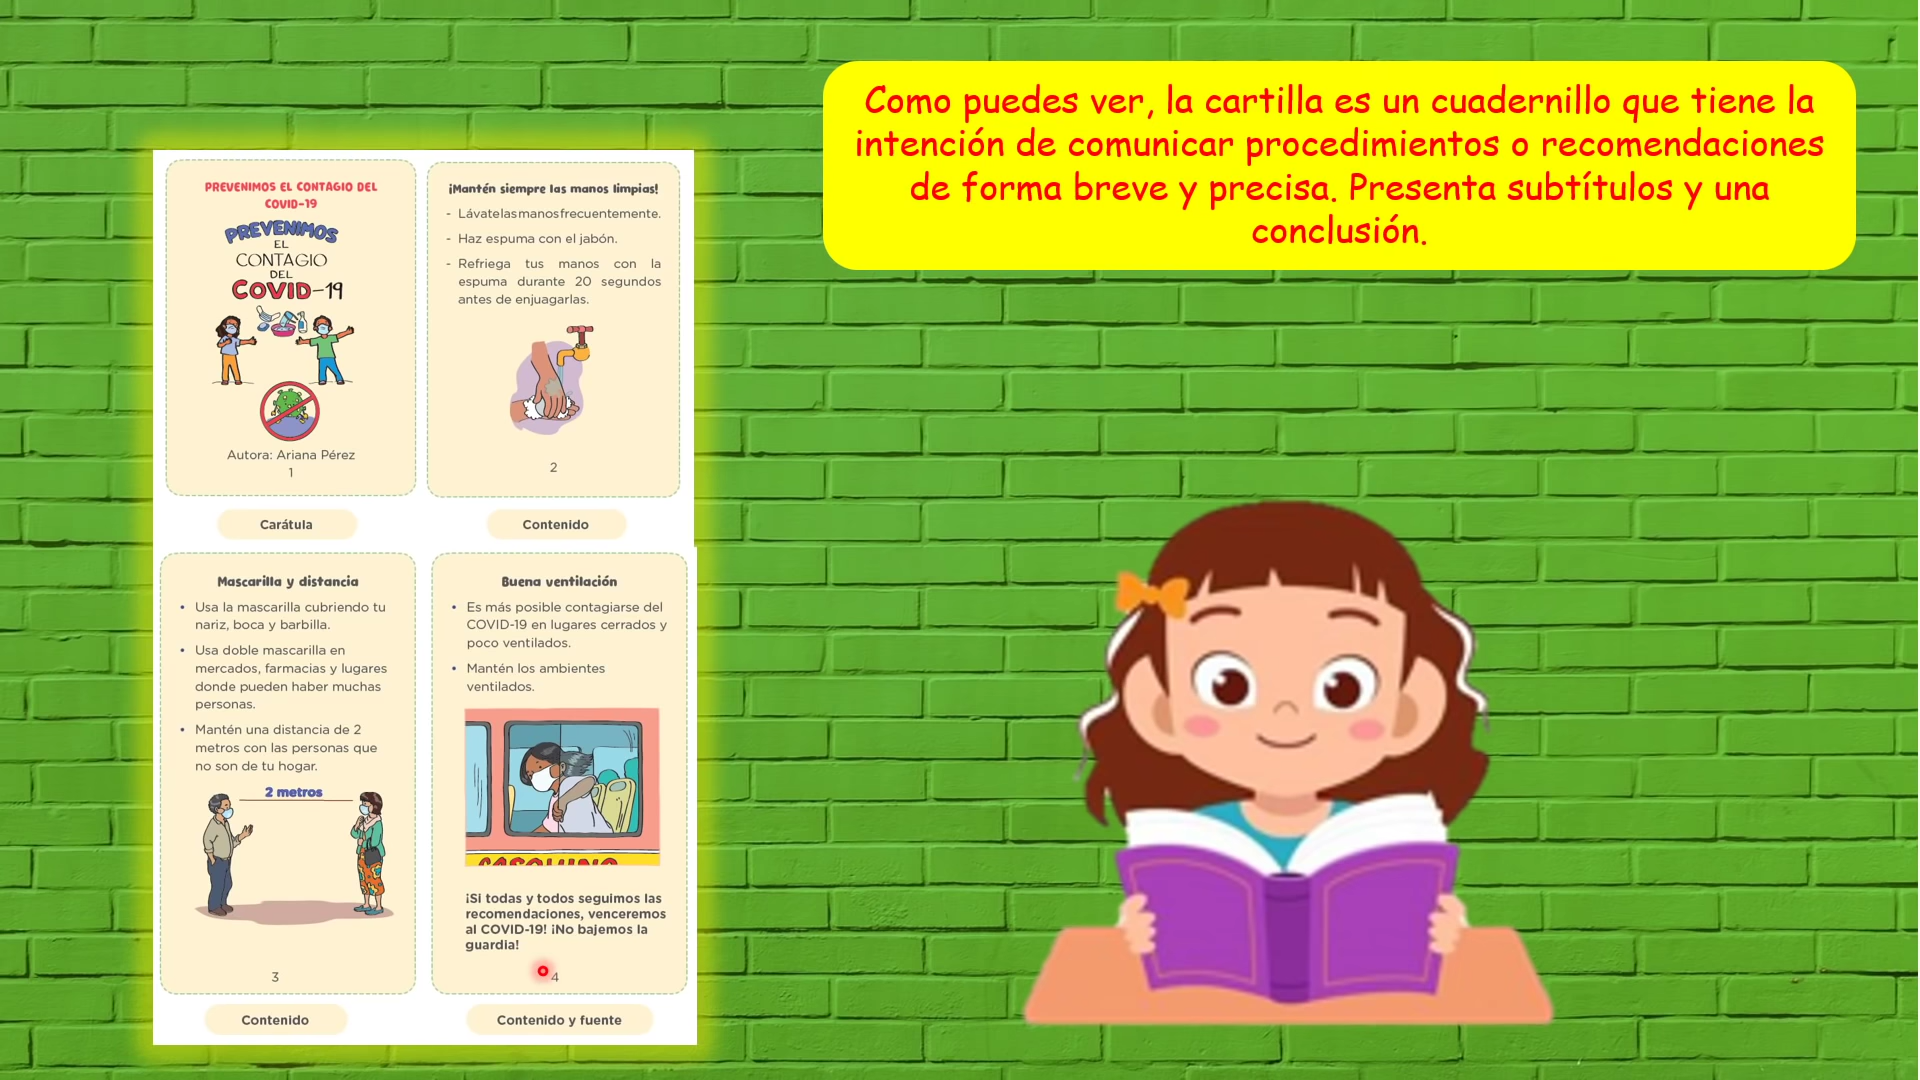 Como puedes ver, la cartilla es un cuadernillo que tiene la
intención de comunicar procedimientos o recomendaciones
de forma breve y precisa. Presenta subtítulos y una
conclusión.
PREVENIMOS EL CONTAGIO DEL
COVID-19
PREVENIMOS
EL
CONTAGIO
DEL
COVID-19
Autora: Ariana Pérez
1
Carátula
¡Mantén siempre las manos limpias!
- Lávate las manos frecuentemente.
- Haz espuma con el jabón.
- Refriega tus manos con la
espuma durante 20 segundos
antes de enjuagarlas.
2
Contenido
Mascarilla y distancia
• Usa la mascarilla cubriendo tu
nariz, boca y barbilla.
• Usa doble mascarilla en
mercados, farmacias y lugares
donde pueden haber muchas
personas.
• Mantén una distancia de 2
metros con las personas que
no son de tu hogar.
2 metros
3
Contenido
Buena ventilación
• Es más posible contagiarse del
COVID-19 en lugares cerrados y
poco ventilados.
• Mantén los ambientes
ventilados.
¡Si todas y todos seguimos las
recomendaciones, venceremos
al COVID-19! ¡No bajemos la
guardia!
4
Contenido y fuente